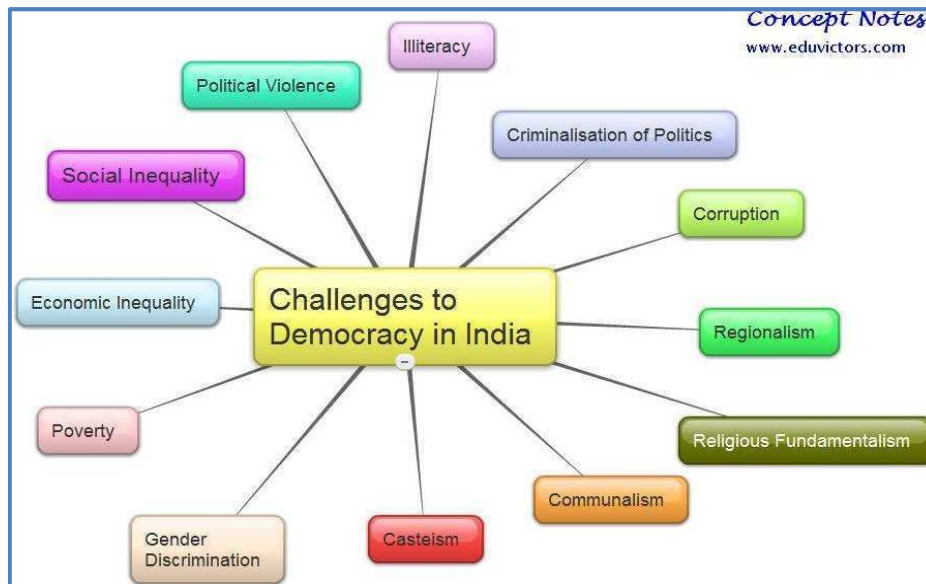 Concept Notes
www.eduvictors.com
Illiteracy
Political Violence
Criminalisation of Politics
Social Inequality
Corruption
Economic Inequality
Challenges to
Democracy in India
Regionalism
Poverty
Religious Fundamentalism
Communalism
Gender
Discrimination
Casteism